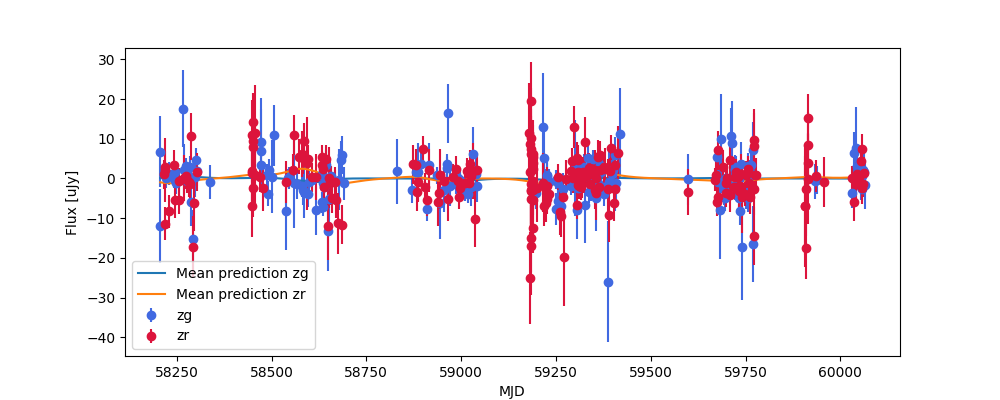 30
20
10
0
−10
−20
−30
−40
Flux [uJy]
Mean prediction zg
Mean prediction zr
zg
zr
58250 58500 58750 59000 59250 59500 59750 60000
MJD